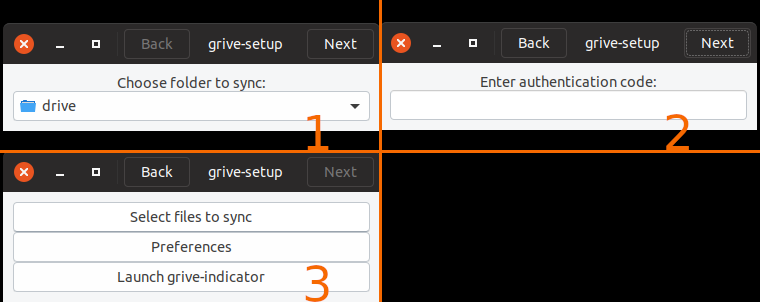 Back grive-setup Next
Choose folder to sync:
drive
1
Back grive-setup Next
Enter authentication code:
2
Back grive-setup Next
Select files to sync
Preferences
Launch grive-indicator
3